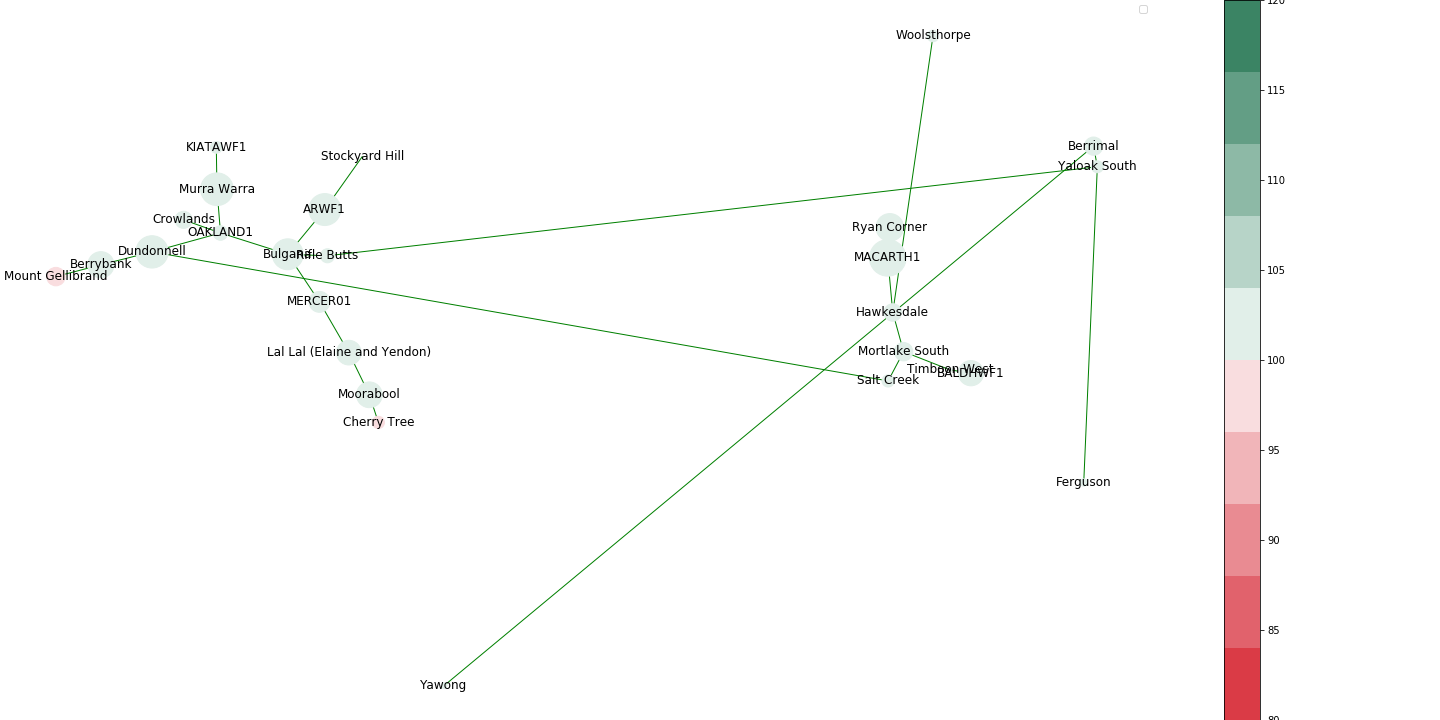 Woolsthorpe
KIATAWF1
Stockyard Hill
Berrimal
Yaloak South
Murra Warra
ARWF1
Crowlands
OAKLAND1
Ryan Corner
Dundonnell
Bulgana
Rifle Butts
MACARTH1
Berrybank
Mount Gellibrand
MERCER01
Hawkesdale
Lal Lal (Elaine and Yendon)
Mortlake South
Timboon West
BALDHWF1
Salt Creek
Moorabool
Cherry Tree
Ferguson
Yawong
120
115
110
105
100
95
90
85
80